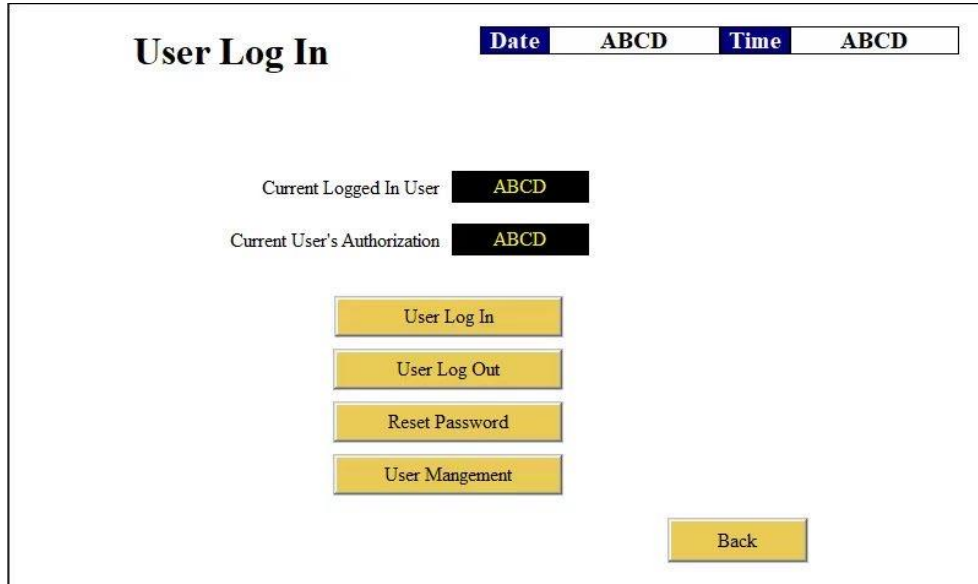 User Log In
Date ABCD Time ABCD
Current Logged In User ABCD
Current User's Authorization ABCD
User Log In
User Log Out
Reset Password
User Mangement
Back